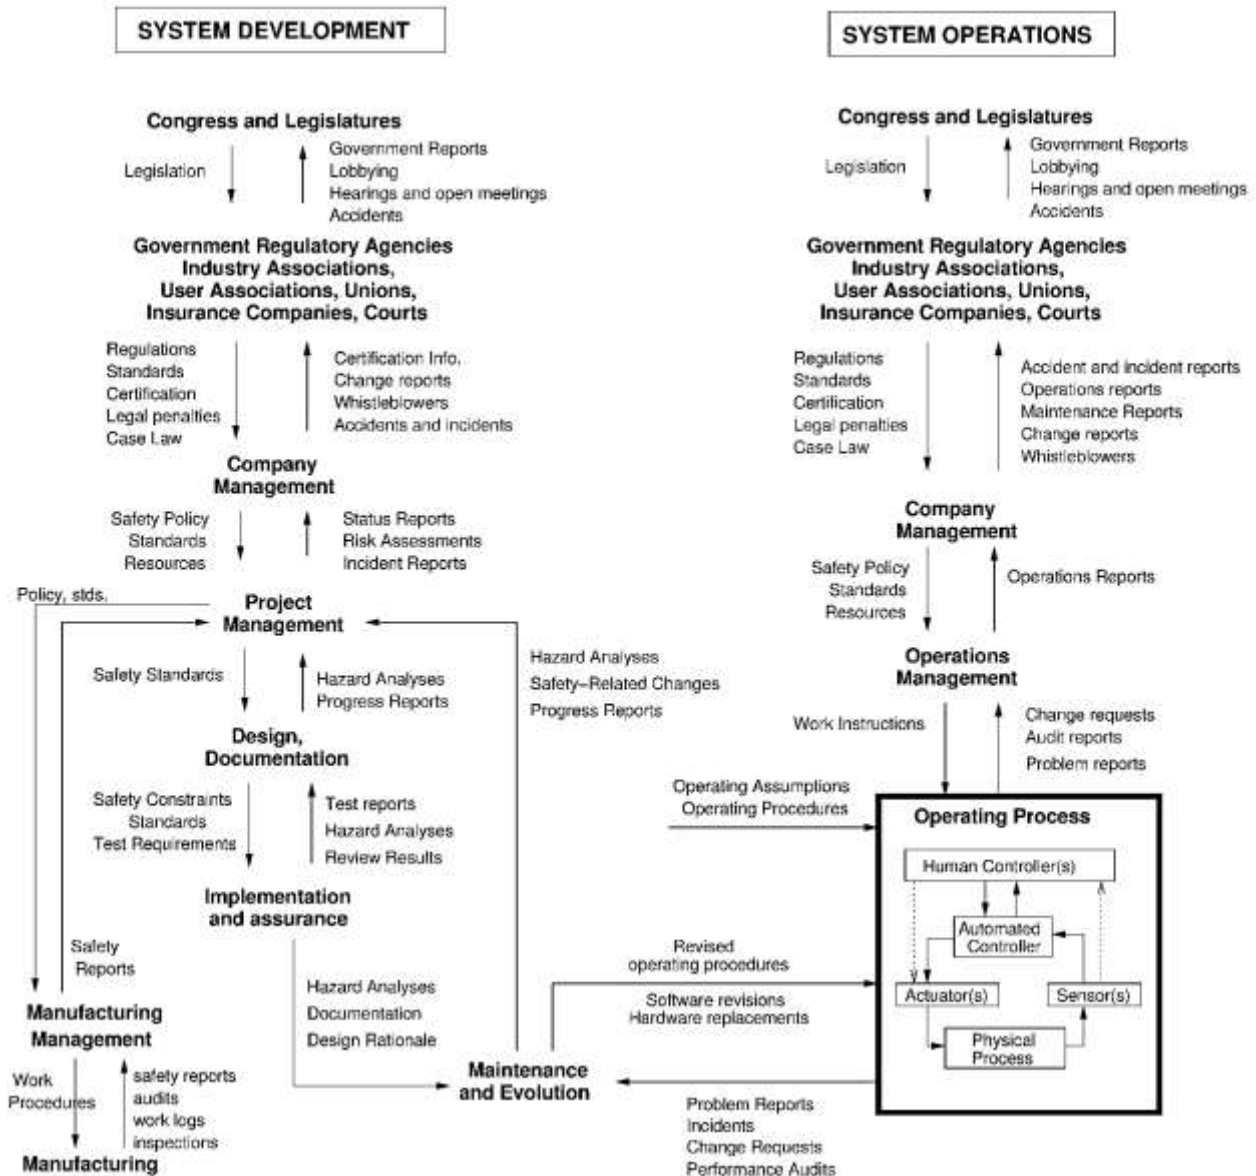 SYSTEM DEVELOPMENT
Congress and Legislatures
Legislation
Government Reports
Lobbying
Hearings and open meetings
Accidents
Government Regulatory Agencies
Industry Associations,
User Associations, Unions,
Insurance Companies, Courts
Regulations
Standards
Certification
Legal penalties
Case Law
Certification Info.
Change reports
Whistleblowers
Accidents and incidents
Company
Management
Safety Policy
Standards
Resources
Status Reports
Risk Assessments
Incident Reports
Policy, stds.
Project
Management
Safety Standards
Hazard Analyses
Progress Reports
Hazard Analyses
Safety-Related Changes
Progress Reports
Design,
Documentation
Safety Constraints
Standards
Test Requirements
Test reports
Hazard Analyses
Review Results
Implementation
and assurance
Safety
Reports
Hazard Analyses
Documentation
Design Rationale
Manufacturing
Management
Work
Procedures
safety reports
audits
work logs
inspections
Manufacturing
Maintenance
and Evolution
SYSTEM OPERATIONS
Congress and Legislatures
Legislation
Government Reports
Lobbying
Hearings and open meetings
Accidents
Government Regulatory Agencies
Industry Associations,
User Associations, Unions,
Insurance Companies, Courts
Regulations
Standards
Certification
Legal penalties
Case Law
Accident and incident reports
Operations reports
Maintenance Reports
Change reports
Whistleblowers
Company
Management
Safety Policy
Standards
Resources
Operations Reports
Operations
Management
Work Instructions
Change requests
Audit reports
Problem reports
Operating Assumptions
Operating Procedures
Operating Process
Human Controller(s)
Automated
Controller
Actuator(s)
Sensor(s)
Physical
Process
Revised
operating procedures
Software revisions
Hardware replacements
Problem Reports
Incidents
Change Requests
Performance Audits